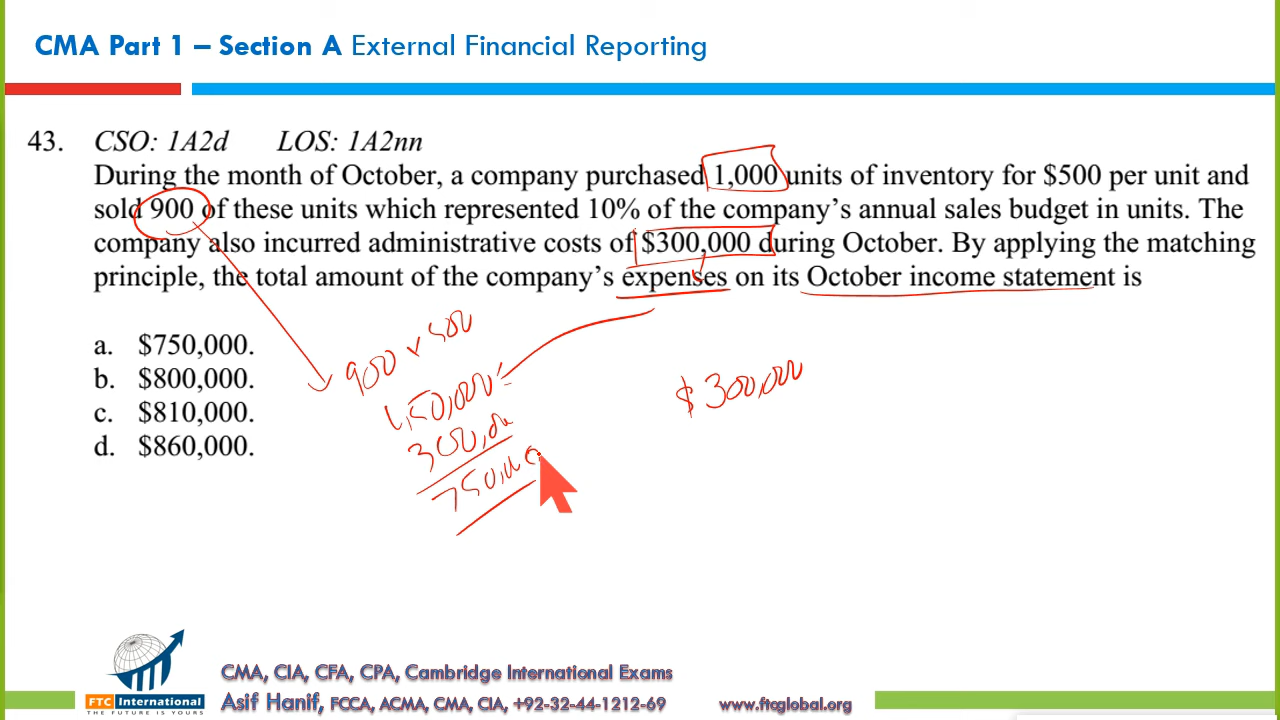 CMA Part 1 – Section A External Financial Reporting
43. CSO: 1A2d LOS: 1A2nn
During the month of October, a company purchased 1,000 units of inventory for $500 per unit and
sold 900 of these units which represented 10% of the company's annual sales budget in units. The
company also incurred administrative costs of $300,000 during October. By applying the matching
principle, the total amount of the company's expenses on its October income statement is
a. $750,000.
b. $800,000.
c. $810,000.
d. $860,000.
900 × 500
450,000
300,000
$300,000
FTC International
THE FUTURE IS YOURS
CMA, CIA, CFA, CPA, Cambridge International Exams
Asif Hanif, FCCA, ACMA, CMA, CIA, +92-32-44-1212-69 www.ftcglobal.org